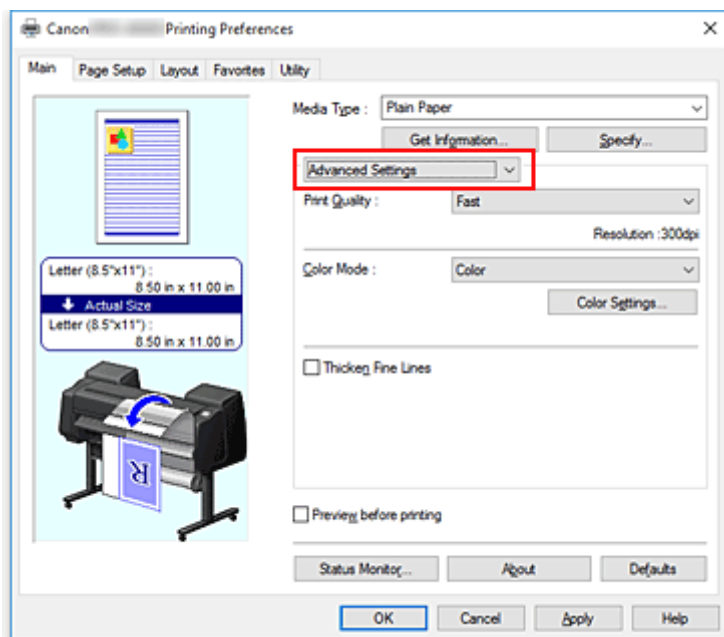 Canon Printing Preferences
Main Page Setup Layout Favorites Utility
Media Type : Plain Paper
Get Information... Specify...
Advanced Settings
Print Quality : Fast
Resolution :300dpi
Letter (8.5"x11") :
8.50 in x 11.00 in
Actual Size
Letter (8.5"x11") :
8.50 in x 11.00 in
Color Mode : Color
Color Settings...
Thicken Fine Lines
R
Preview before printing
Status Monitor... About Defaults
OK Cancel Apply Help